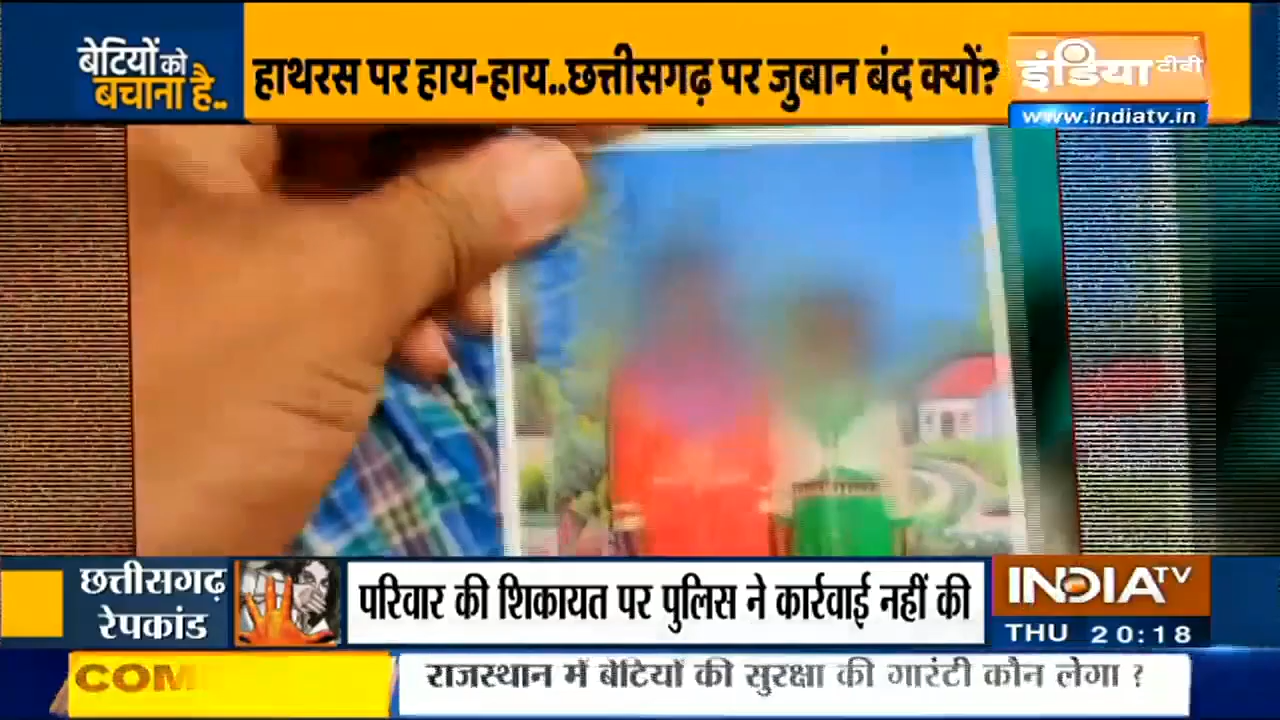 बेटियों को
बचाना है..
हाथरस पर हाय-हाय..छत्तीसगढ़ पर जुबान बंद क्यों?
इंडिया टीवी
www.indiatv.in
छत्तीसगढ़
रेपकांड
परिवार की शिकायत पर पुलिस ने कार्रवाई नहीं की
INDIA TV
THU 20:18
COM
राजस्थान में बेटियों की सुरक्षा की गारंटी कौन लेगा ?